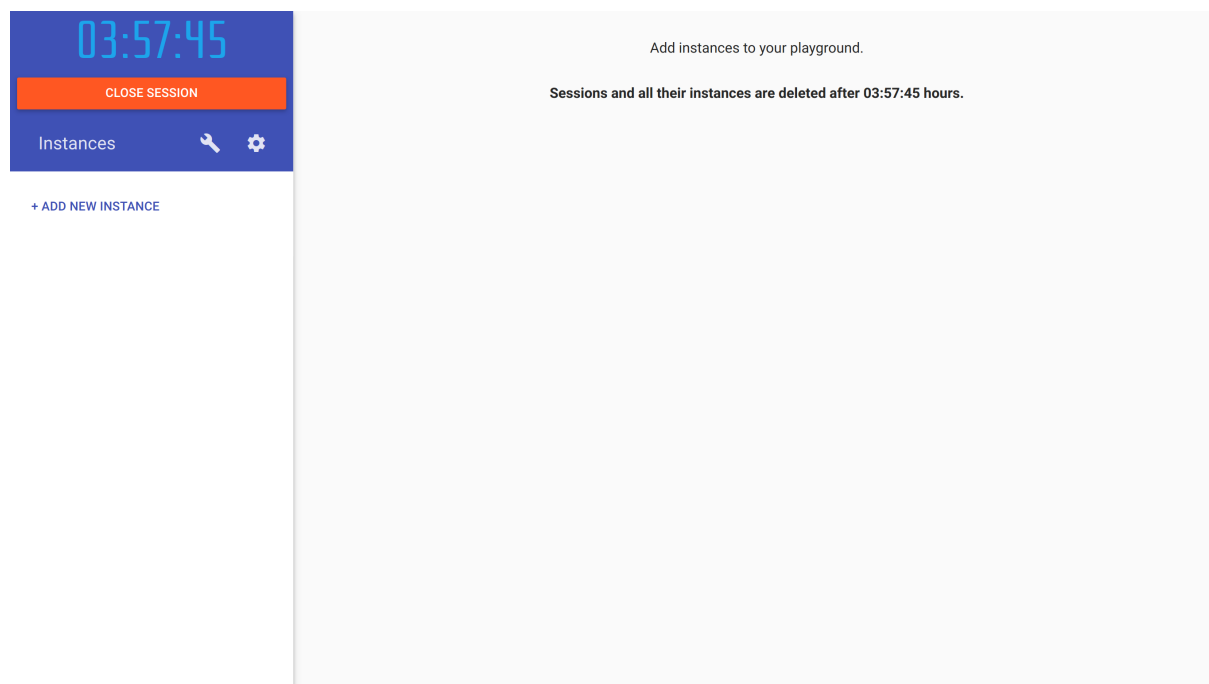 03:57:45
CLOSE SESSION
Instances
+ ADD NEW INSTANCE
Add instances to your playground.
Sessions and all their instances are deleted after 03:57:45 hours.